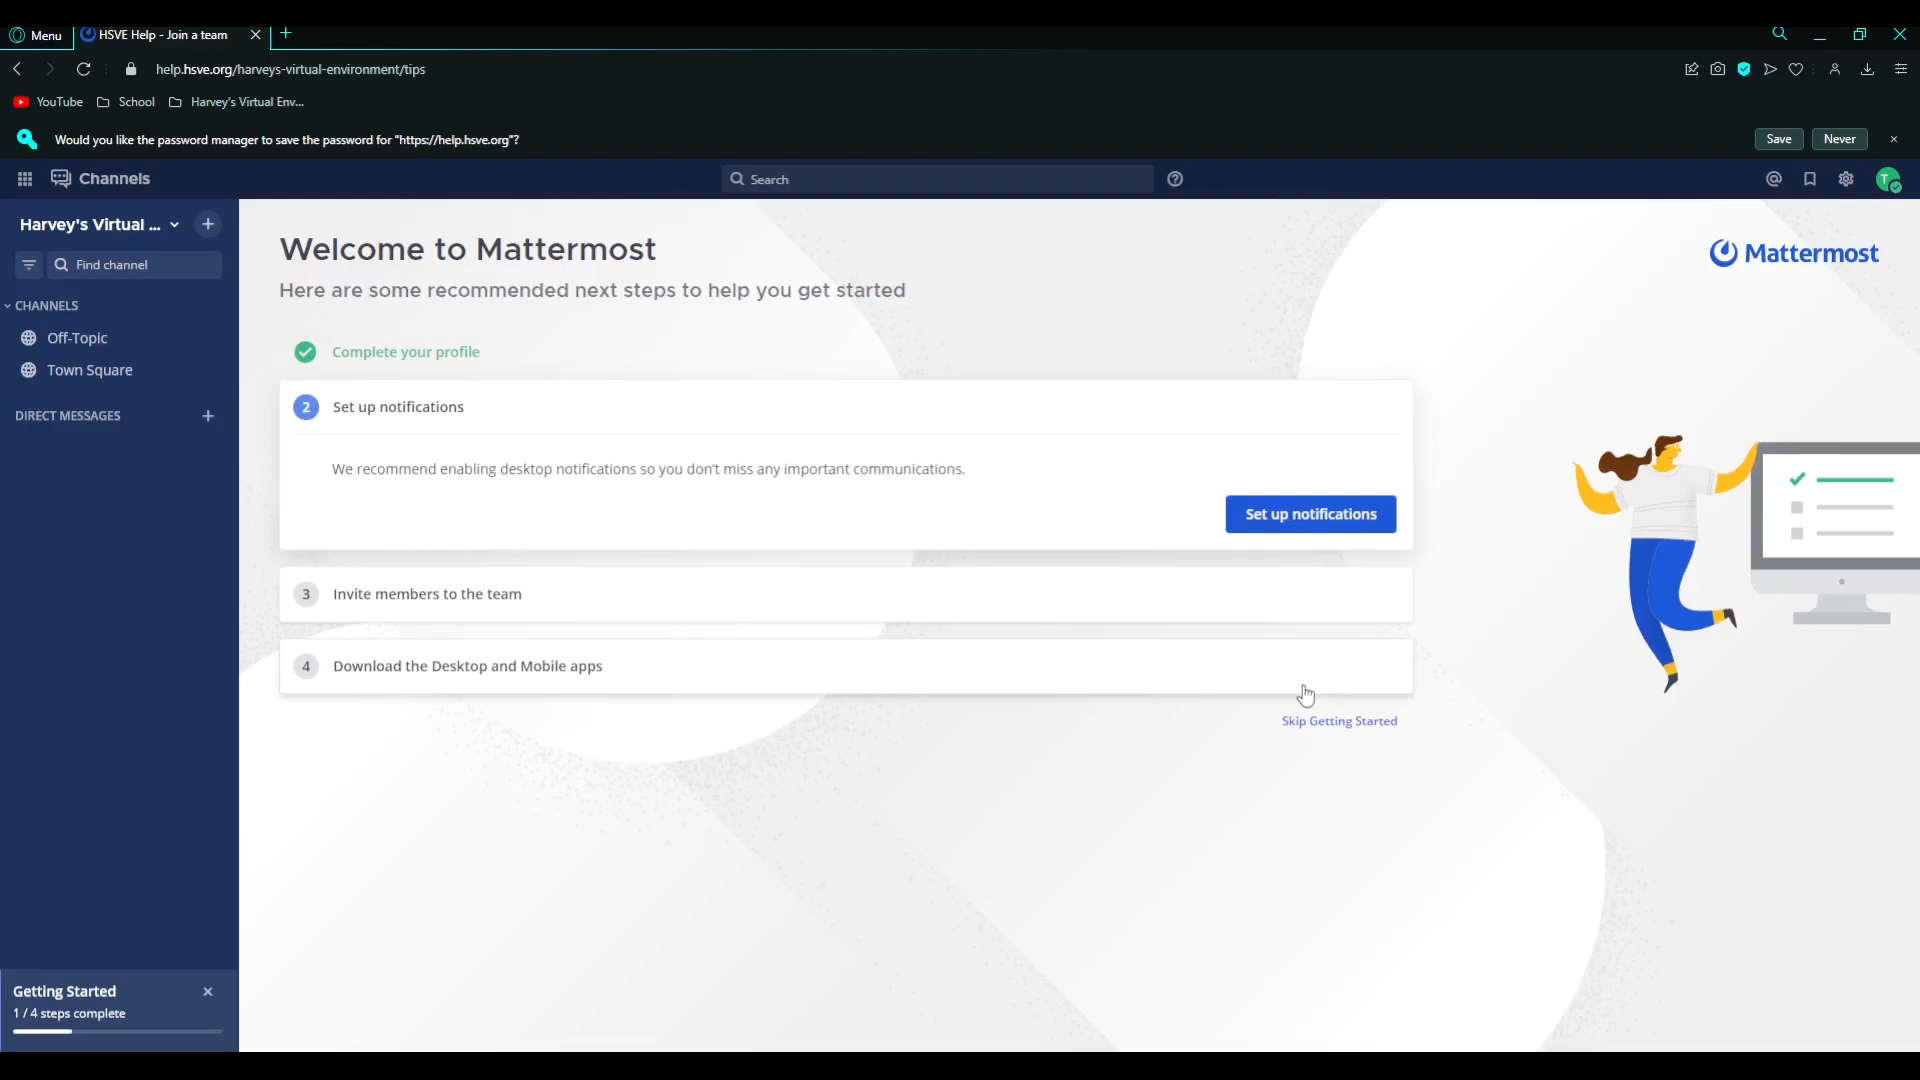 Menu
HSVE Help - Join a team
help.hsve.org/harveys-virtual-environment/tips
YouTube
School
Harvey's Virtual Env...
Would you like the password manager to save the password for "https://help.hsve.org"?
Save
Never
Channels
Search
Harvey's Virtual ...
Find channel
CHANNELS
Off-Topic
Town Square
DIRECT MESSAGES
Welcome to Mattermost
Here are some recommended next steps to help you get started
Mattermost
Complete your profile
2 Set up notifications
We recommend enabling desktop notifications so you don't miss any important communications.
Set up notifications
3 Invite members to the team
4 Download the Desktop and Mobile apps
Skip Getting Started
T
Getting Started
1 / 4 steps complete